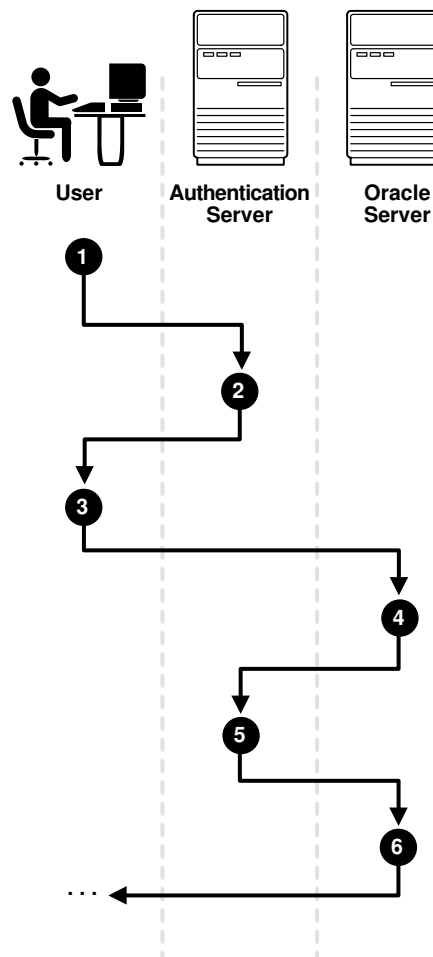 User
Authentication
Server
Oracle
Server
1
2
3
4
5
6
...